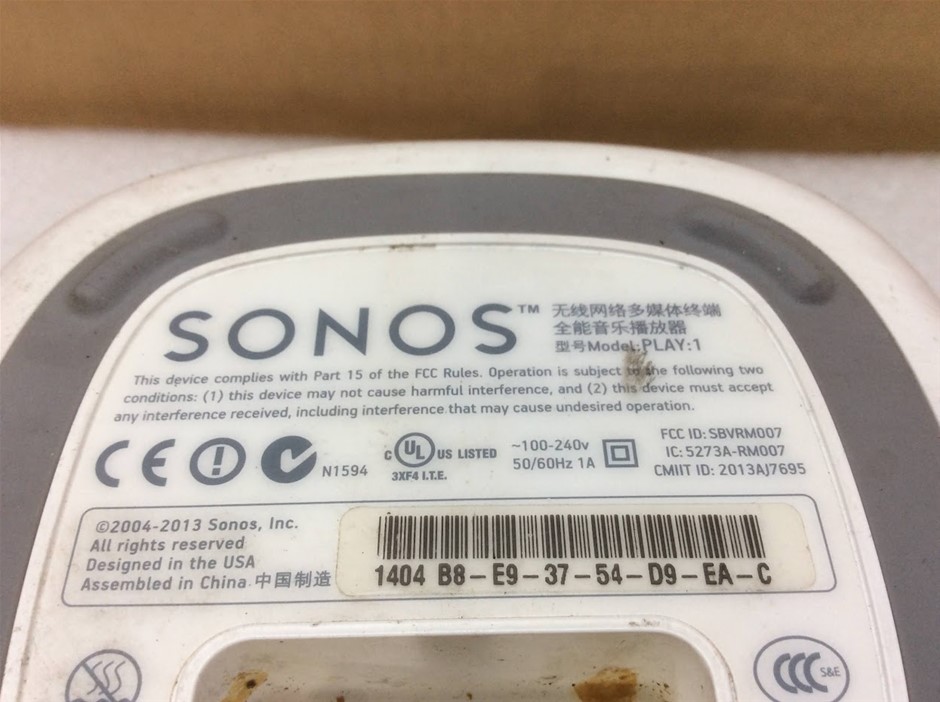 SONOS™
无线网络多媒体终端
全能音乐播放器
型号Model:PLAY:1
This device complies with Part 15 of the FCC Rules. Operation is subject to the following two
conditions: (1) this device may not cause harmful interference, and (2) this device must accept
any interference received, including interference that may cause undesired operation.
CE
N1594
C UL US LISTED
3XF4 I.T.E.
~100-240v
50/60Hz 1A
FCC ID: SBVRM007
IC: 5273A-RM007
CMIIT ID: 2013AJ7695
©2004-2013 Sonos, Inc.
All rights reserved
Designed in the USA
Assembled in China 中国制造
1404 B8-E9-37-54-D9-EA-C
CCC S&E